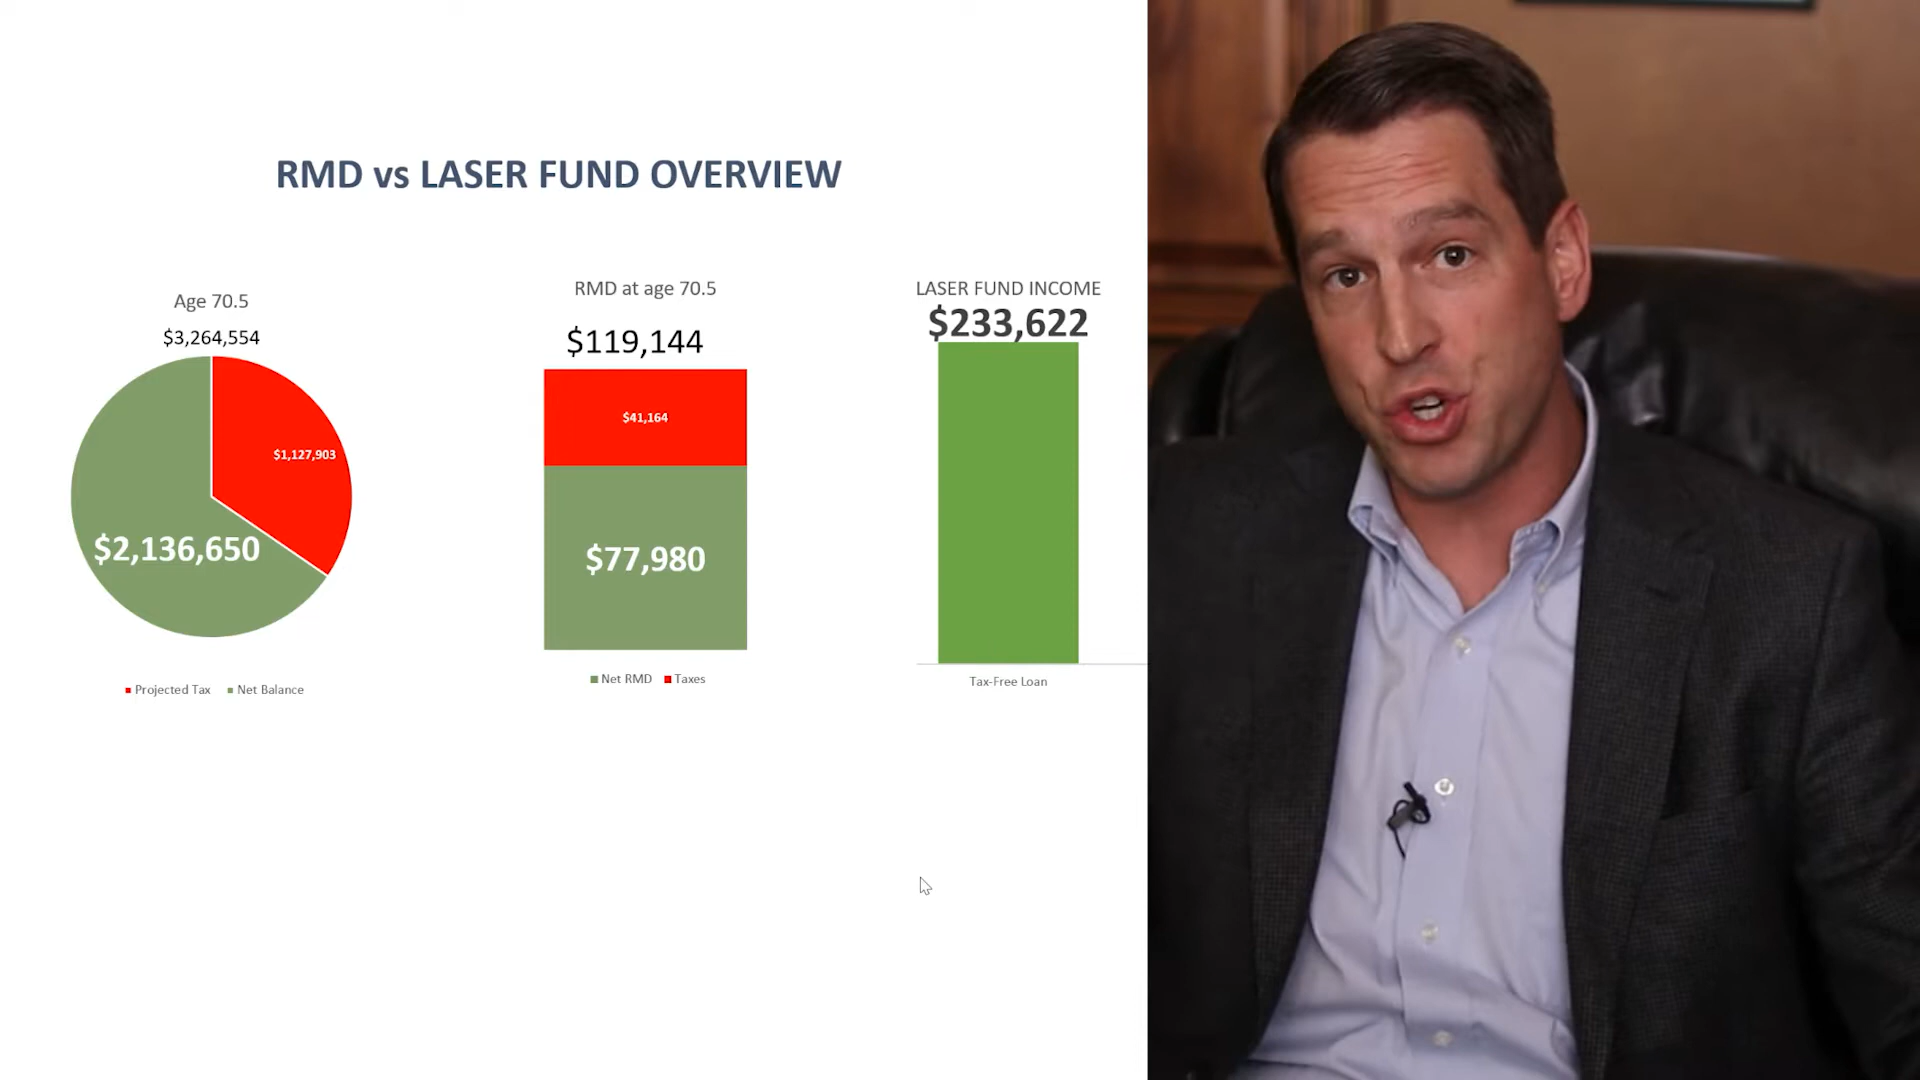 RMD vs LASER FUND OVERVIEW
Age 70.5
$3,264,554
$1,127,903
$2,136,650
Projected Tax
Net Balance
RMD at age 70.5
$119,144
$41,164
$77,980
Net RMD
Taxes
LASER FUND INCOME
$233,622
Tax-Free Loan